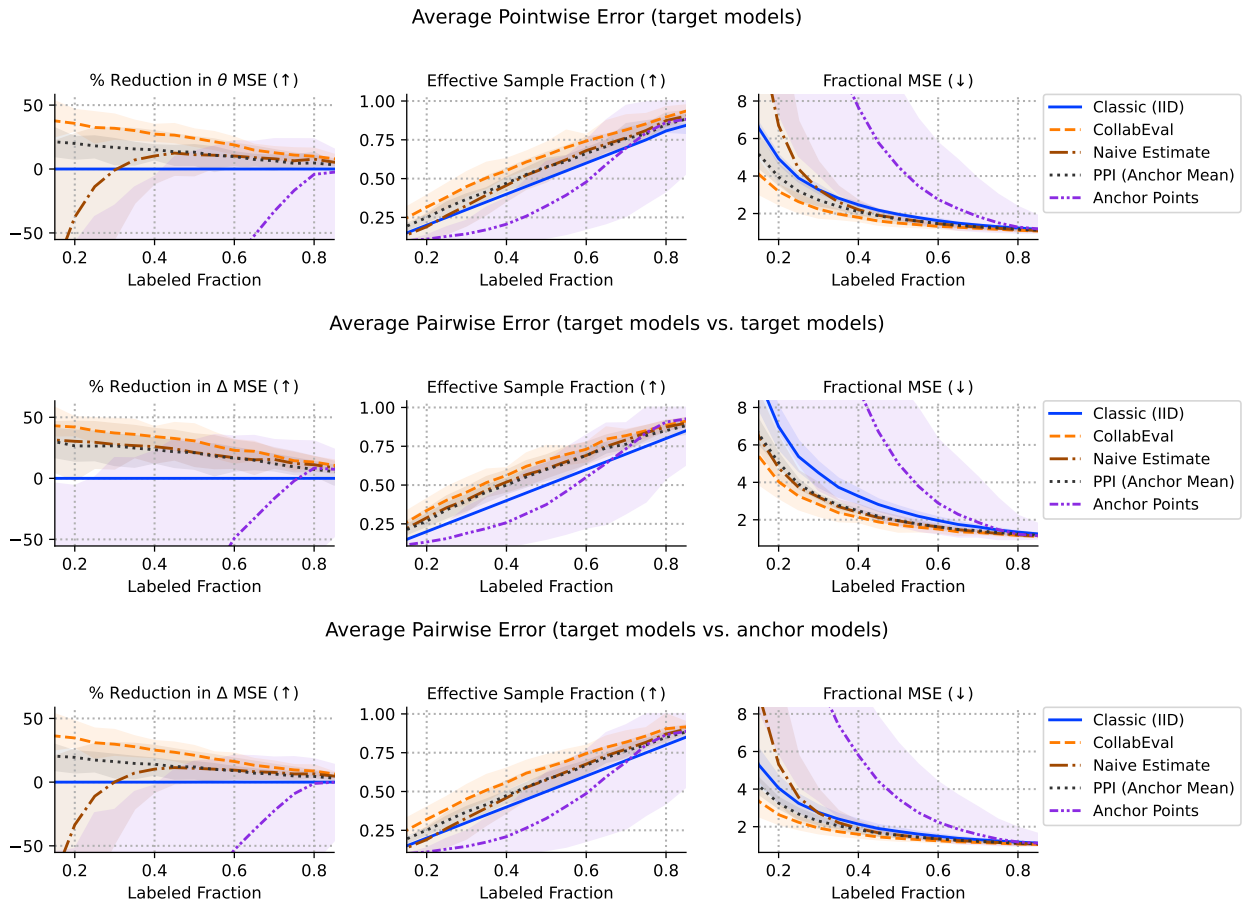 Average Pointwise Error (target models)
% Reduction in θ MSE (↑)
Effective Sample Fraction (↑)
Fractional MSE (↓)
50
0
−50
0.2 0.4 0.6 0.8
Labeled Fraction
1.00
0.75
0.50
0.25
0.2 0.4 0.6 0.8
Labeled Fraction
8
6
4
2
0.2 0.4 0.6 0.8
Labeled Fraction
Classic (IID)
CollabEval
Naive Estimate
PPI (Anchor Mean)
Anchor Points
Average Pairwise Error (target models vs. target models)
% Reduction in Δ MSE (↑)
Effective Sample Fraction (↑)
Fractional MSE (↓)
50
0
−50
0.2 0.4 0.6 0.8
Labeled Fraction
1.00
0.75
0.50
0.25
0.2 0.4 0.6 0.8
Labeled Fraction
8
6
4
2
0.2 0.4 0.6 0.8
Labeled Fraction
Classic (IID)
CollabEval
Naive Estimate
PPI (Anchor Mean)
Anchor Points
Average Pairwise Error (target models vs. anchor models)
% Reduction in Δ MSE (↑)
Effective Sample Fraction (↑)
Fractional MSE (↓)
50
0
−50
0.2 0.4 0.6 0.8
Labeled Fraction
1.00
0.75
0.50
0.25
0.2 0.4 0.6 0.8
Labeled Fraction
8
6
4
2
0.2 0.4 0.6 0.8
Labeled Fraction
Classic (IID)
CollabEval
Naive Estimate
PPI (Anchor Mean)
Anchor Points